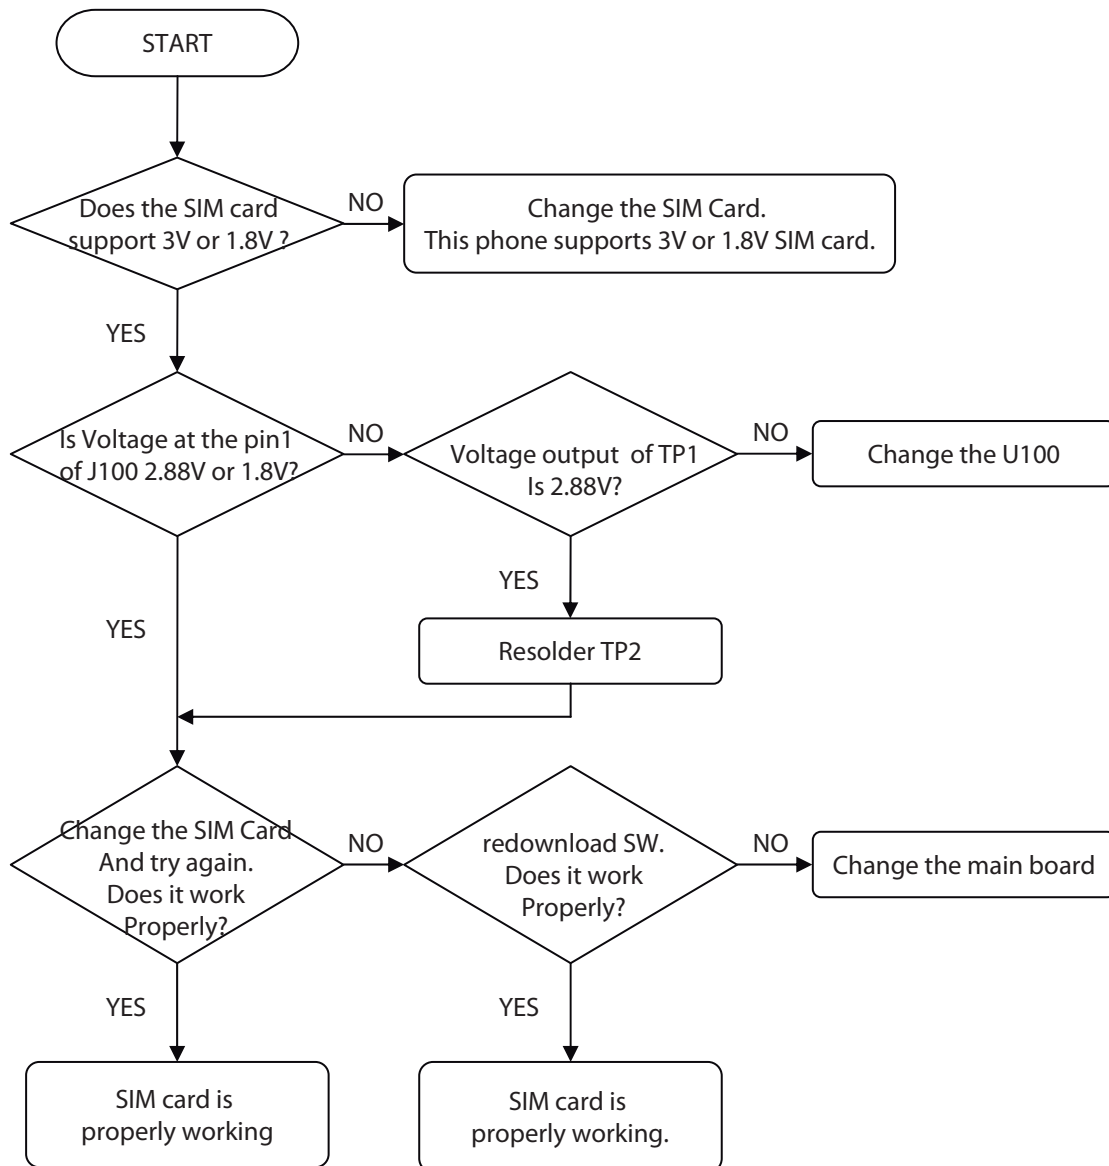 START
Does the SIM card
support 3V or 1.8V ?
NO
Change the SIM Card.
This phone supports 3V or 1.8V SIM card.
YES
Is Voltage at the pin1
of J100 2.88V or 1.8V?
NO
Voltage output of TP1
Is 2.88V?
NO
Change the U100
YES
YES
Resolder TP2
Change the SIM Card
And try again.
Does it work
Properly?
NO
redownload SW.
Does it work
Properly?
NO
Change the main board
YES
YES
SIM card is
properly working
SIM card is
properly working.